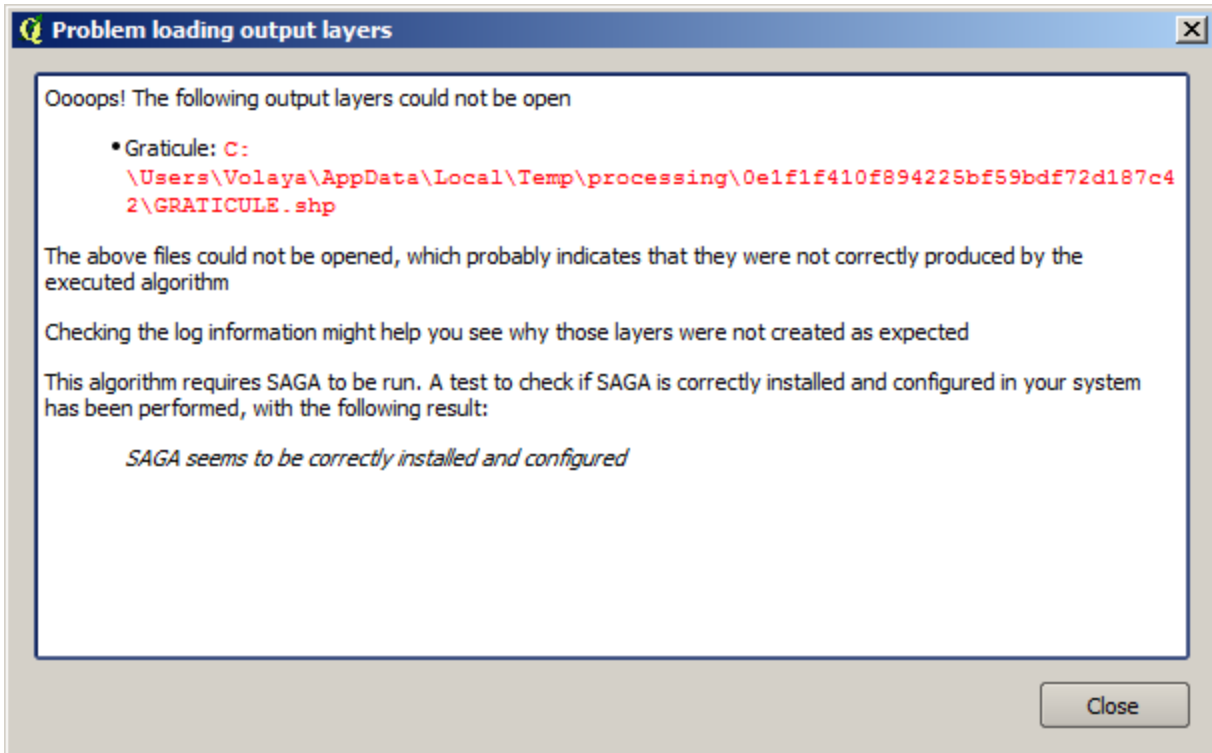 Problem loading output layers
Oooops! The following output layers could not be open
• Graticule: C:
\Users\Volaya\AppData\Local\Temp\processing\0e1f1f410f894225bf59bdf72d187c4
2\GRATICULE.shp
The above files could not be opened, which probably indicates that they were not correctly produced by the
executed algorithm
Checking the log information might help you see why those layers were not created as expected
This algorithm requires SAGA to be run. A test to check if SAGA is correctly installed and configured in your system
has been performed, with the following result:
SAGA seems to be correctly installed and configured
Close